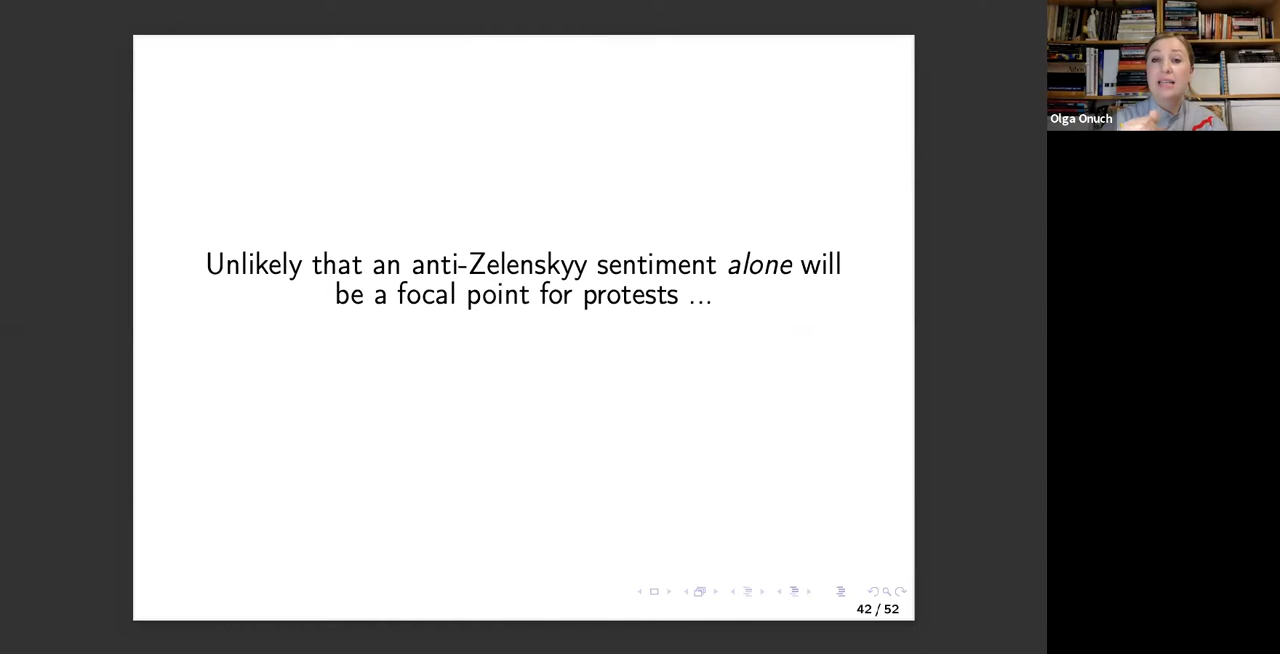 Unlikely that an anti-Zelenskyy sentiment alone will
be a focal point for protests ...
42 / 52
Olga Onuch